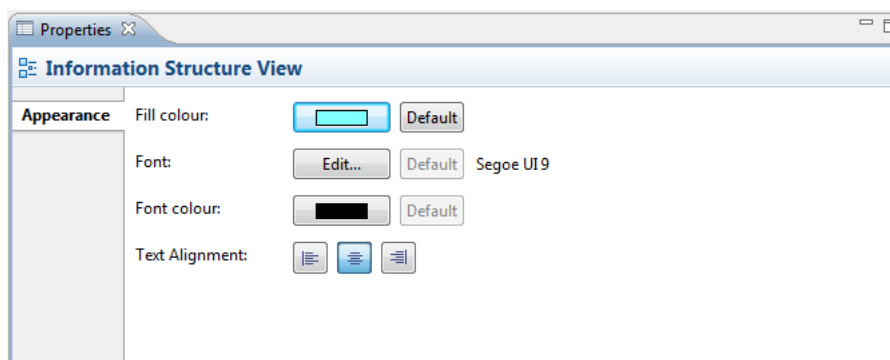 Properties
Information Structure View
Appearance
Fill colour: Default
Font: Edit... Default Segoe UI 9
Font colour: Default
Text Alignment: